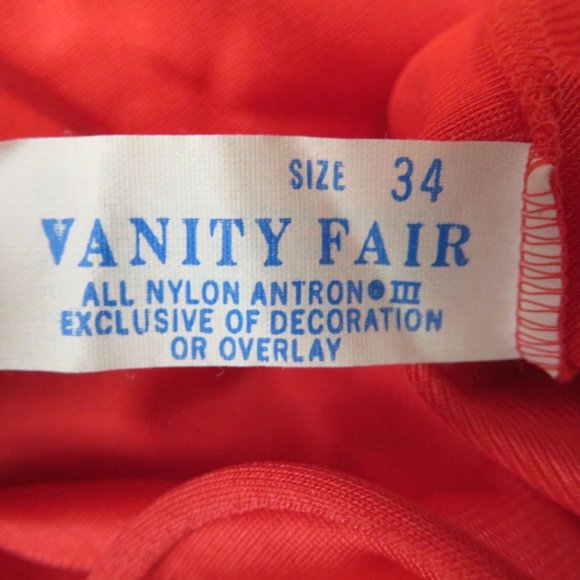 SIZE 34
VANITY FAIR
ALL NYLON ANTRON® III
EXCLUSIVE OF DECORATION
OR OVERLAY